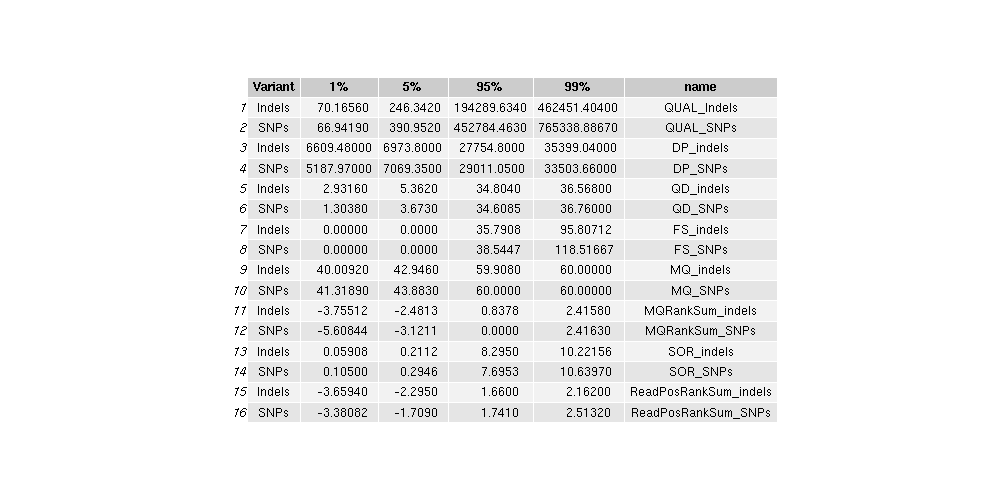 Variant 1% 5% 95% 99% name
1 Indels 70.16560 246.3420 194289.6340 462451.40400 QUAL_Indels
2 SNPs 66.94190 390.9520 452784.4630 765338.88670 QUAL_SNPs
3 Indels 6609.48000 6973.8000 27754.8000 35399.04000 DP_indels
4 SNPs 5187.97000 7069.3500 29011.0500 33503.66000 DP_SNPs
5 Indels 2.93160 5.3620 34.8040 36.56800 QD_indels
6 SNPs 1.30380 3.6730 34.6085 36.76000 QD_SNPs
7 Indels 0.00000 0.0000 35.7908 95.80712 FS_indels
8 SNPs 0.00000 0.0000 38.5447 118.51667 FS_SNPs
9 Indels 40.00920 42.9460 59.9080 60.00000 MQ_indels
10 SNPs 41.31890 43.8830 60.0000 60.00000 MQ_SNPs
11 Indels -3.75512 -2.4813 0.8378 2.41580 MQRankSum_indels
12 SNPs -5.60844 -3.1211 0.0000 2.41630 MQRankSum_SNPs
13 Indels 0.05908 0.2112 8.2950 10.22156 SOR_indels
14 SNPs 0.10500 0.2946 7.6953 10.63970 SOR_SNPs
15 Indels -3.65940 -2.2950 1.6600 2.16200 ReadPosRankSum_indels
16 SNPs -3.38082 -1.7090 1.7410 2.51320 ReadPosRankSum_SNPs